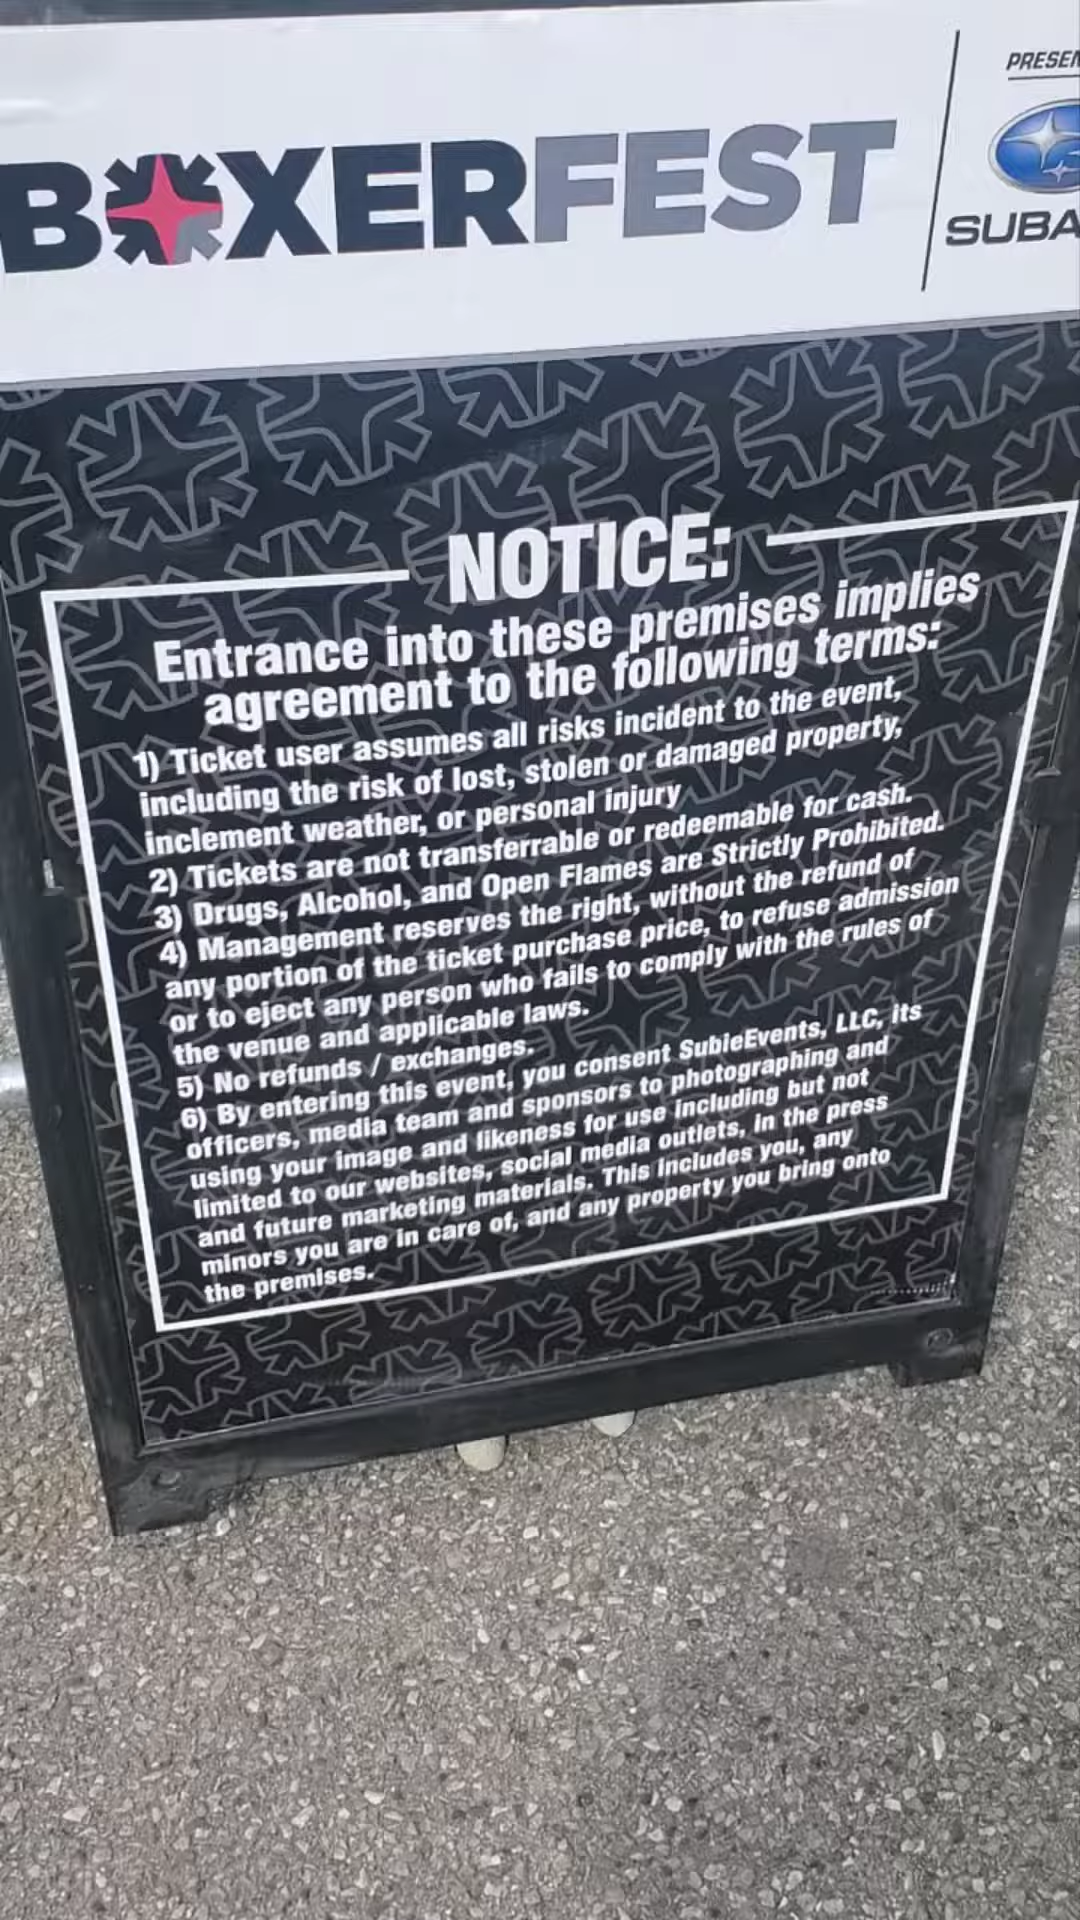 BOXERFEST
SUBA
NOTICE:
Entrance into these premises implies
agreement to the following terms:
1) Ticket user assumes all risks incident to the event,
including the risk of lost, stolen or damaged property,
inclement weather, or personal injury
2) Tickets are not transferrable or redeemable for cash.
3) Drugs, Alcohol, and Open Flames are Strictly Prohibited.
4) Management reserves the right, without the refund of
any portion of the ticket purchase price, to refuse admission
or to eject any person who fails to comply with the rules of
the venue and applicable laws.
5) No refunds / exchanges.
6) By entering this event, you consent SubieEvents, LLC, its
officers, media team and sponsors to photographing and
using your image and likeness for use including but not
limited to our websites, social media outlets, in the press
and future marketing materials. This includes you, any
minors you are in care of, and any property you bring onto
the premises.